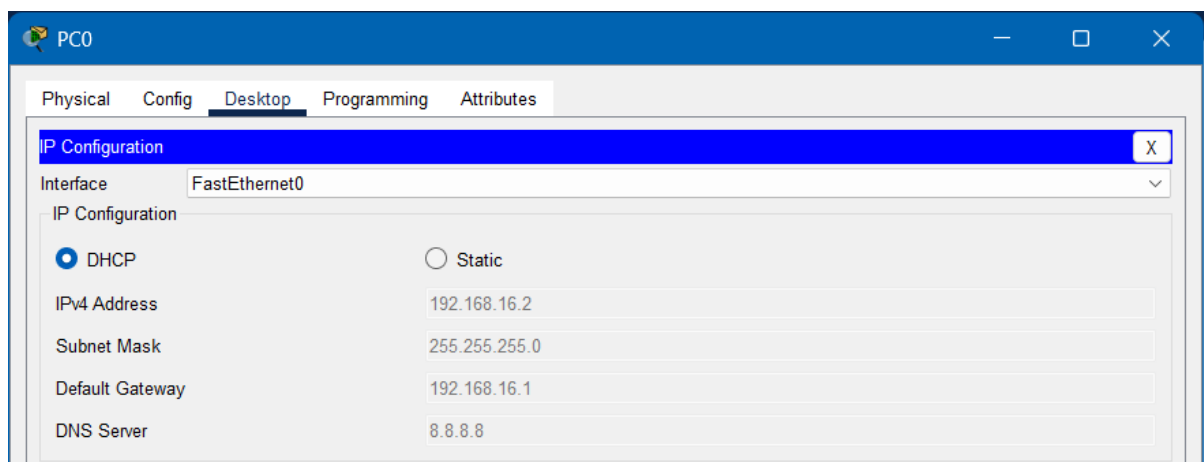 PC0
Physical Config Desktop Programming Attributes
IP Configuration X
Interface FastEthernet0
IP Configuration
DHCP Static
IPv4 Address 192.168.16.2
Subnet Mask 255.255.255.0
Default Gateway 192.168.16.1
DNS Server 8.8.8.8